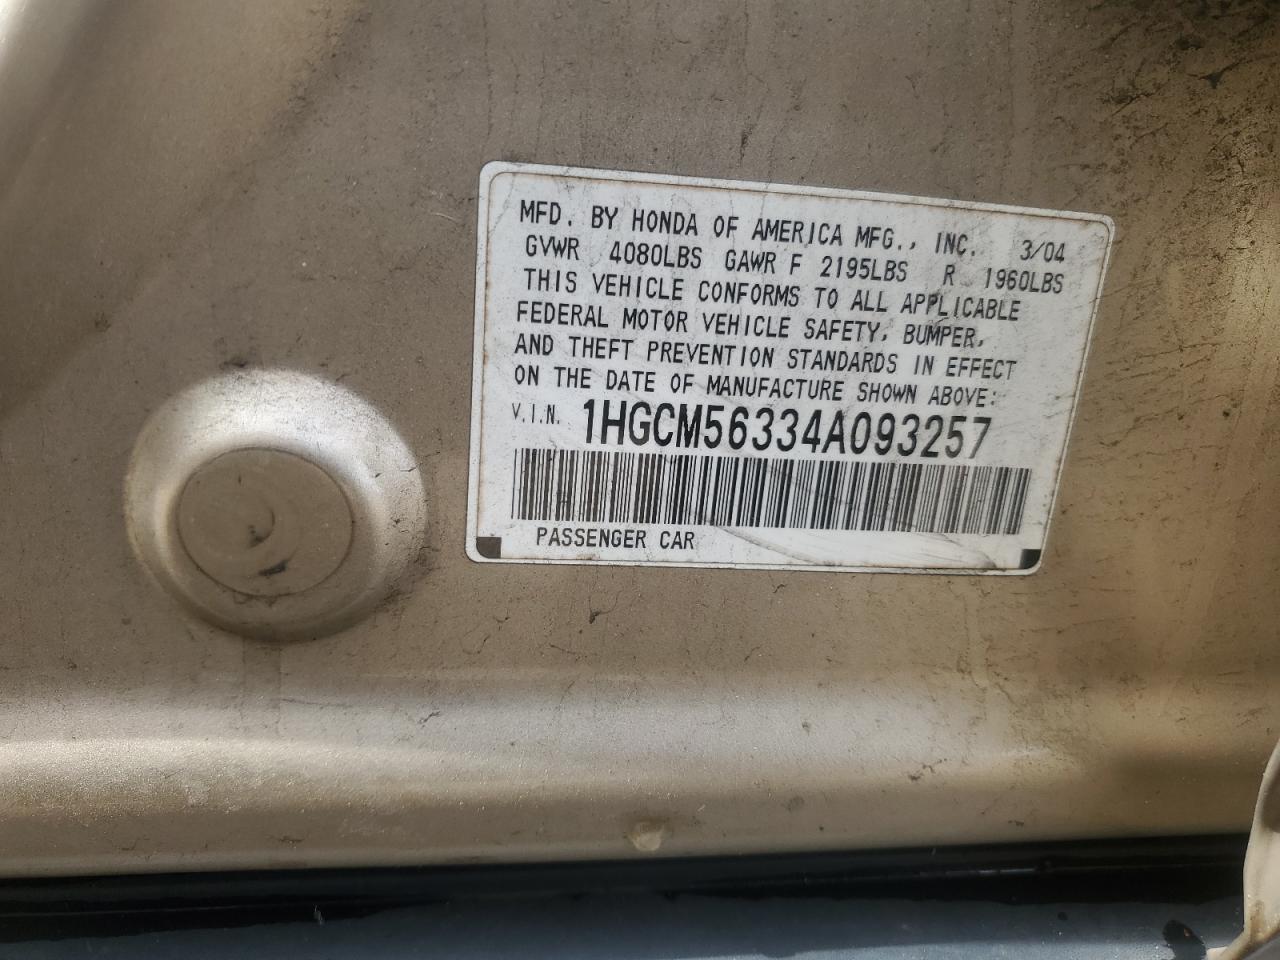 MFD. BY HONDA OF AMERICA MFG., INC. 3/04
GVWR 4080LBS GAWR F 2195LBS R 1960LBS
THIS VEHICLE CONFORMS TO ALL APPLICABLE
FEDERAL MOTOR VEHICLE SAFETY, BUMPER,
AND THEFT PREVENTION STANDARDS IN EFFECT
ON THE DATE OF MANUFACTURE SHOWN ABOVE:
V.I.N. 1HGCM56334A093257
PASSENGER CAR